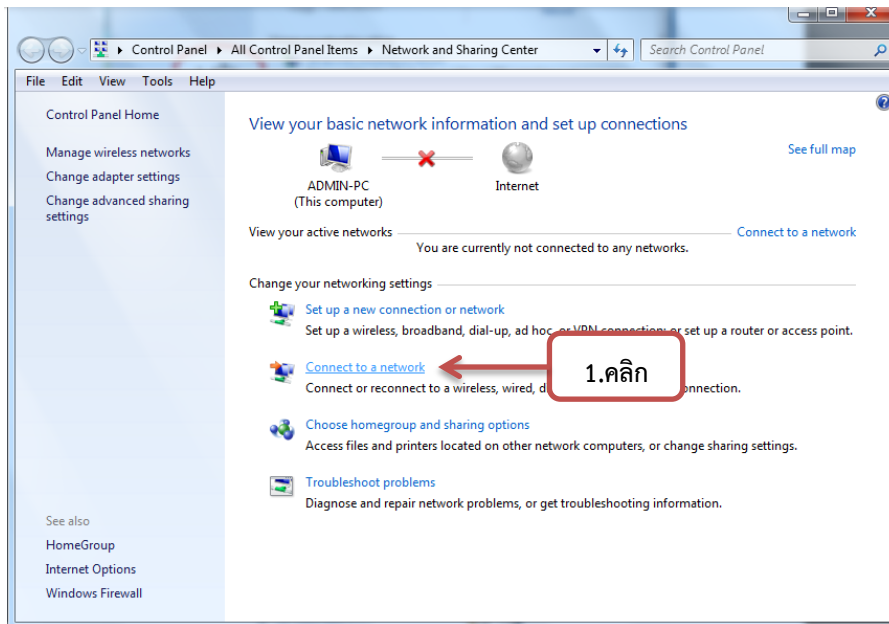 Control Panel ▸ All Control Panel Items ▸ Network and Sharing Center
Search Control Panel
File Edit View Tools Help
Control Panel Home
Manage wireless networks
Change adapter settings
Change advanced sharing
settings
See also
HomeGroup
Internet Options
Windows Firewall
View your basic network information and set up connections
See full map
ADMIN-PC
(This computer)
Internet
View your active networks
Connect to a network
You are currently not connected to any networks.
Change your networking settings
Set up a new connection or network
Set up a wireless, broadband, dial-up, ad hoc, or VPN connection; or set up a router or access point.
Connect to a network
1.คลิก
Connect or reconnect to a wireless, wired, d onnection.
Choose homegroup and sharing options
Access files and printers located on other network computers, or change sharing settings.
Troubleshoot problems
Diagnose and repair network problems, or get troubleshooting information.